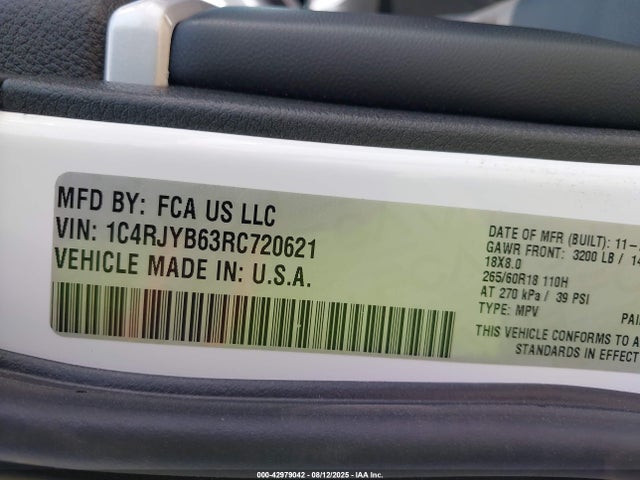 MFD BY: FCA US LLC
VIN: 1C4RJYB63RC720621
VEHICLE MADE IN: U.S.A.
DATE OF MFR (BUILT): 11-
GAWR FRONT: 3200 LB / 14
18X8.0
265/60R18 110H
AT 270 kPa / 39 PSI
TYPE: MPV
THIS VEHICLE CONFORMS TO A
STANDARDS IN EFFECT
000-42979042 - 08/12/2025 - IAA Inc.